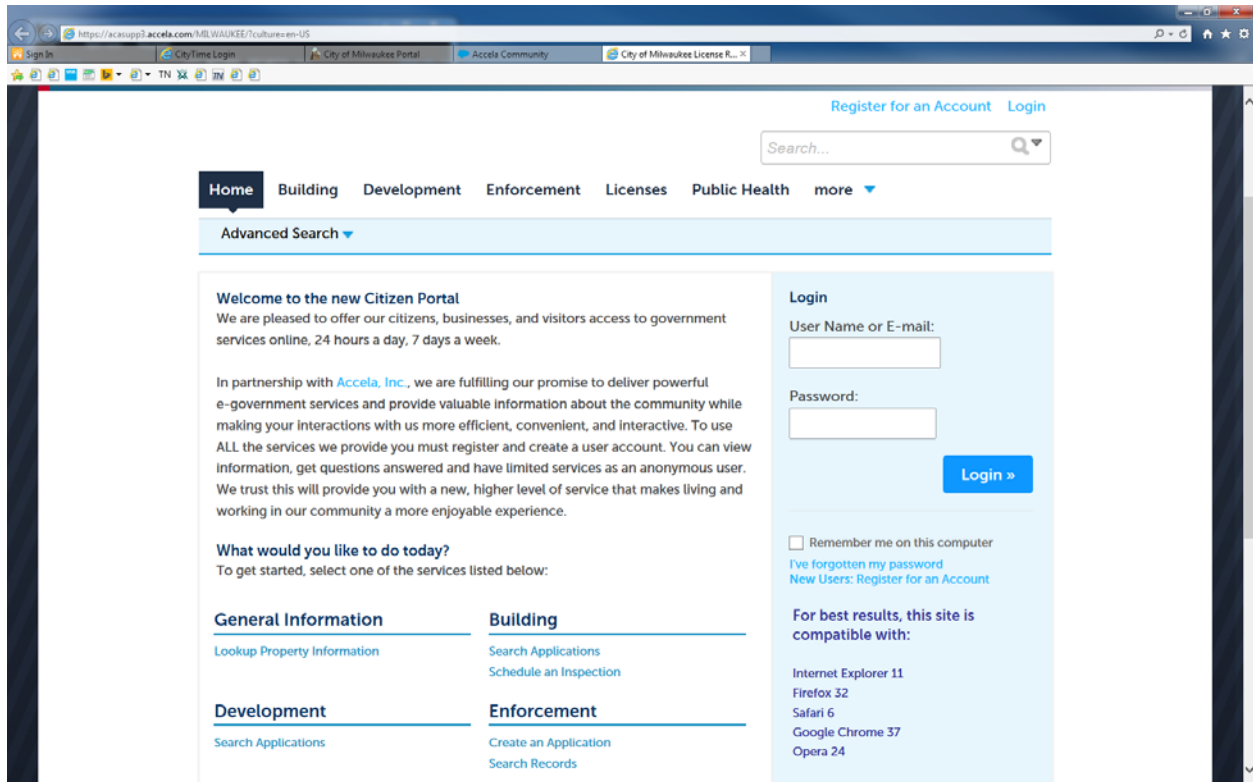 https://acasupp3.accela.com/MILWAUKEE/?culture=en-US
Sign In
CityTime Login
City of Milwaukee Portal
Accela Community
City of Milwaukee License R...
TN
Register for an Account Login
Search...
Home Building Development Enforcement Licenses Public Health more
Advanced Search
Welcome to the new Citizen Portal
We are pleased to offer our citizens, businesses, and visitors access to government
services online, 24 hours a day, 7 days a week.
In partnership with Accela, Inc., we are fulfilling our promise to deliver powerful
e-government services and provide valuable information about the community while
making your interactions with us more efficient, convenient, and interactive. To use
ALL the services we provide you must register and create a user account. You can view
information, get questions answered and have limited services as an anonymous user.
We trust this will provide you with a new, higher level of service that makes living and
working in our community a more enjoyable experience.
What would you like to do today?
To get started, select one of the services listed below:
General Information
Lookup Property Information
Building
Search Applications
Schedule an Inspection
Development
Search Applications
Enforcement
Create an Application
Search Records
Login
User Name or E-mail:
Password:
Login »
Remember me on this computer
I've forgotten my password
New Users: Register for an Account
For best results, this site is
compatible with:
Internet Explorer 11
Firefox 32
Safari 6
Google Chrome 37
Opera 24